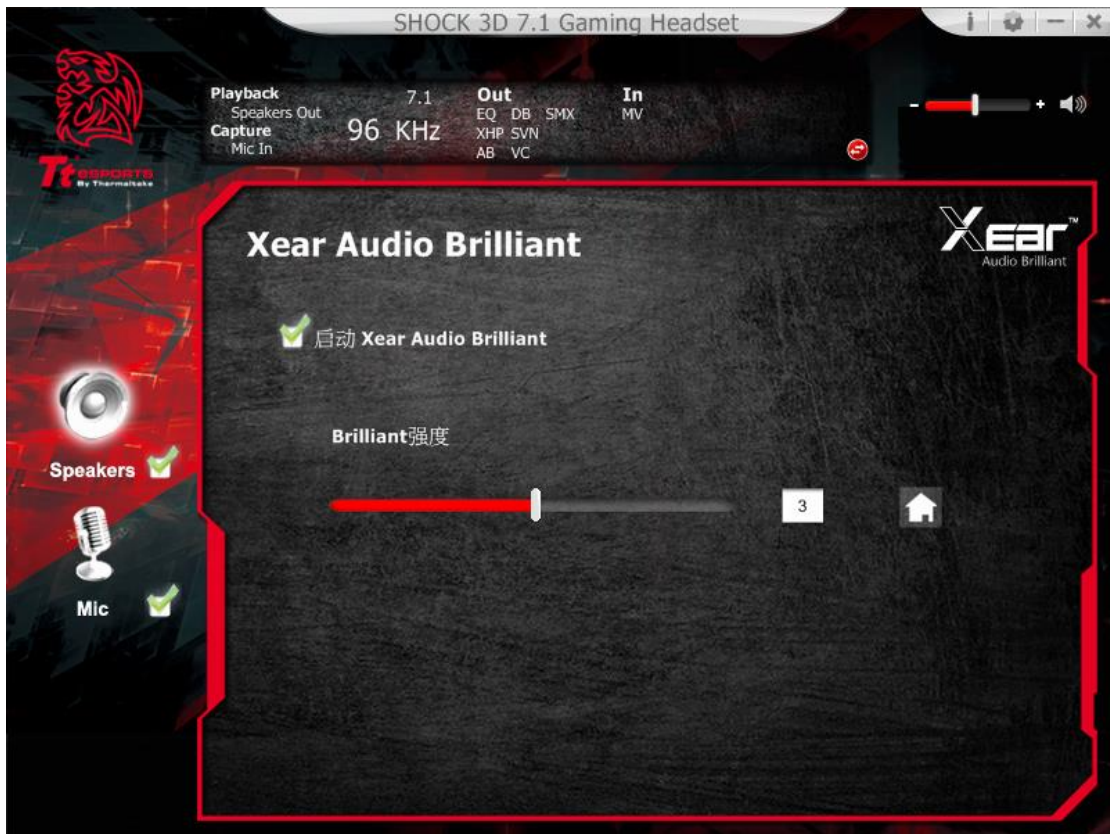 SHOCK 3D 7.1 Gaming Headset
Playback 7.1 Out In
Speakers Out EQ DB SMX MV
Capture 96 KHz XHP SVN
Mic In AB VC
Tt eSPORTS
By Thermaltake
Xear Audio Brilliant
Xear™
Audio Brilliant
启动 Xear Audio Brilliant
Brilliant强度
Speakers
3
Mic